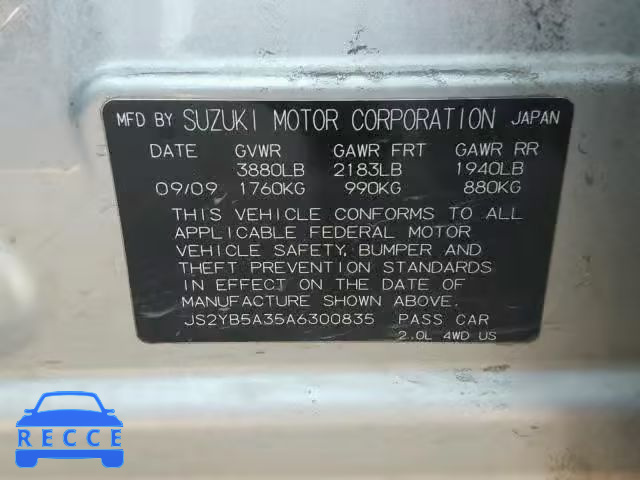 MFD BY SUZUKI MOTOR CORPORATION JAPAN
DATE GVWR GAWR FRT GAWR RR
3880LB 2183LB 1940LB
09/09 1760KG 990KG 880KG
THIS VEHICLE CONFORMS TO ALL
APPLICABLE FEDERAL MOTOR
VEHICLE SAFETY, BUMPER AND
THEFT PREVENTION STANDARDS
IN EFFECT ON THE DATE OF
MANUFACTURE SHOWN ABOVE.
JS2YB5A35A6300835 PASS CAR
2.0L 4WD US
RECCE